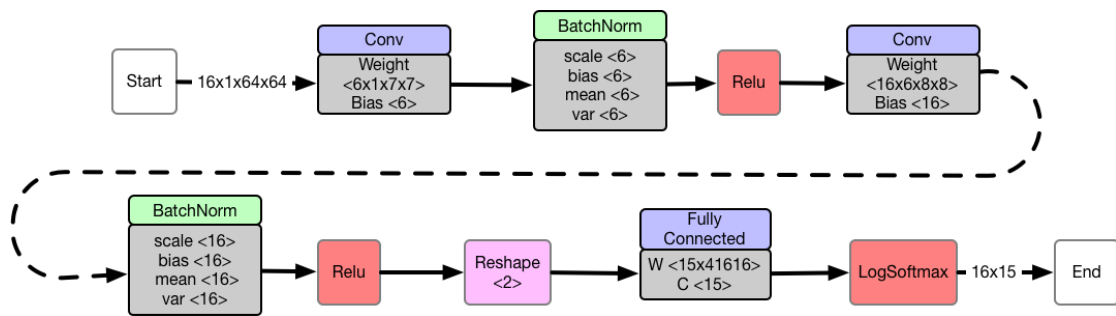 Start
16x1x64x64
Conv
Weight
<6x1x7x7>
Bias <6>
BatchNorm
scale <6>
bias <6>
mean <6>
var <6>
Relu
Conv
Weight
<16x6x8x8>
Bias <16>
BatchNorm
scale <16>
bias <16>
mean <16>
var <16>
Relu
Reshape
<2>
Fully
Connected
W <15x41616>
C <15>
LogSoftmax
16x15
End